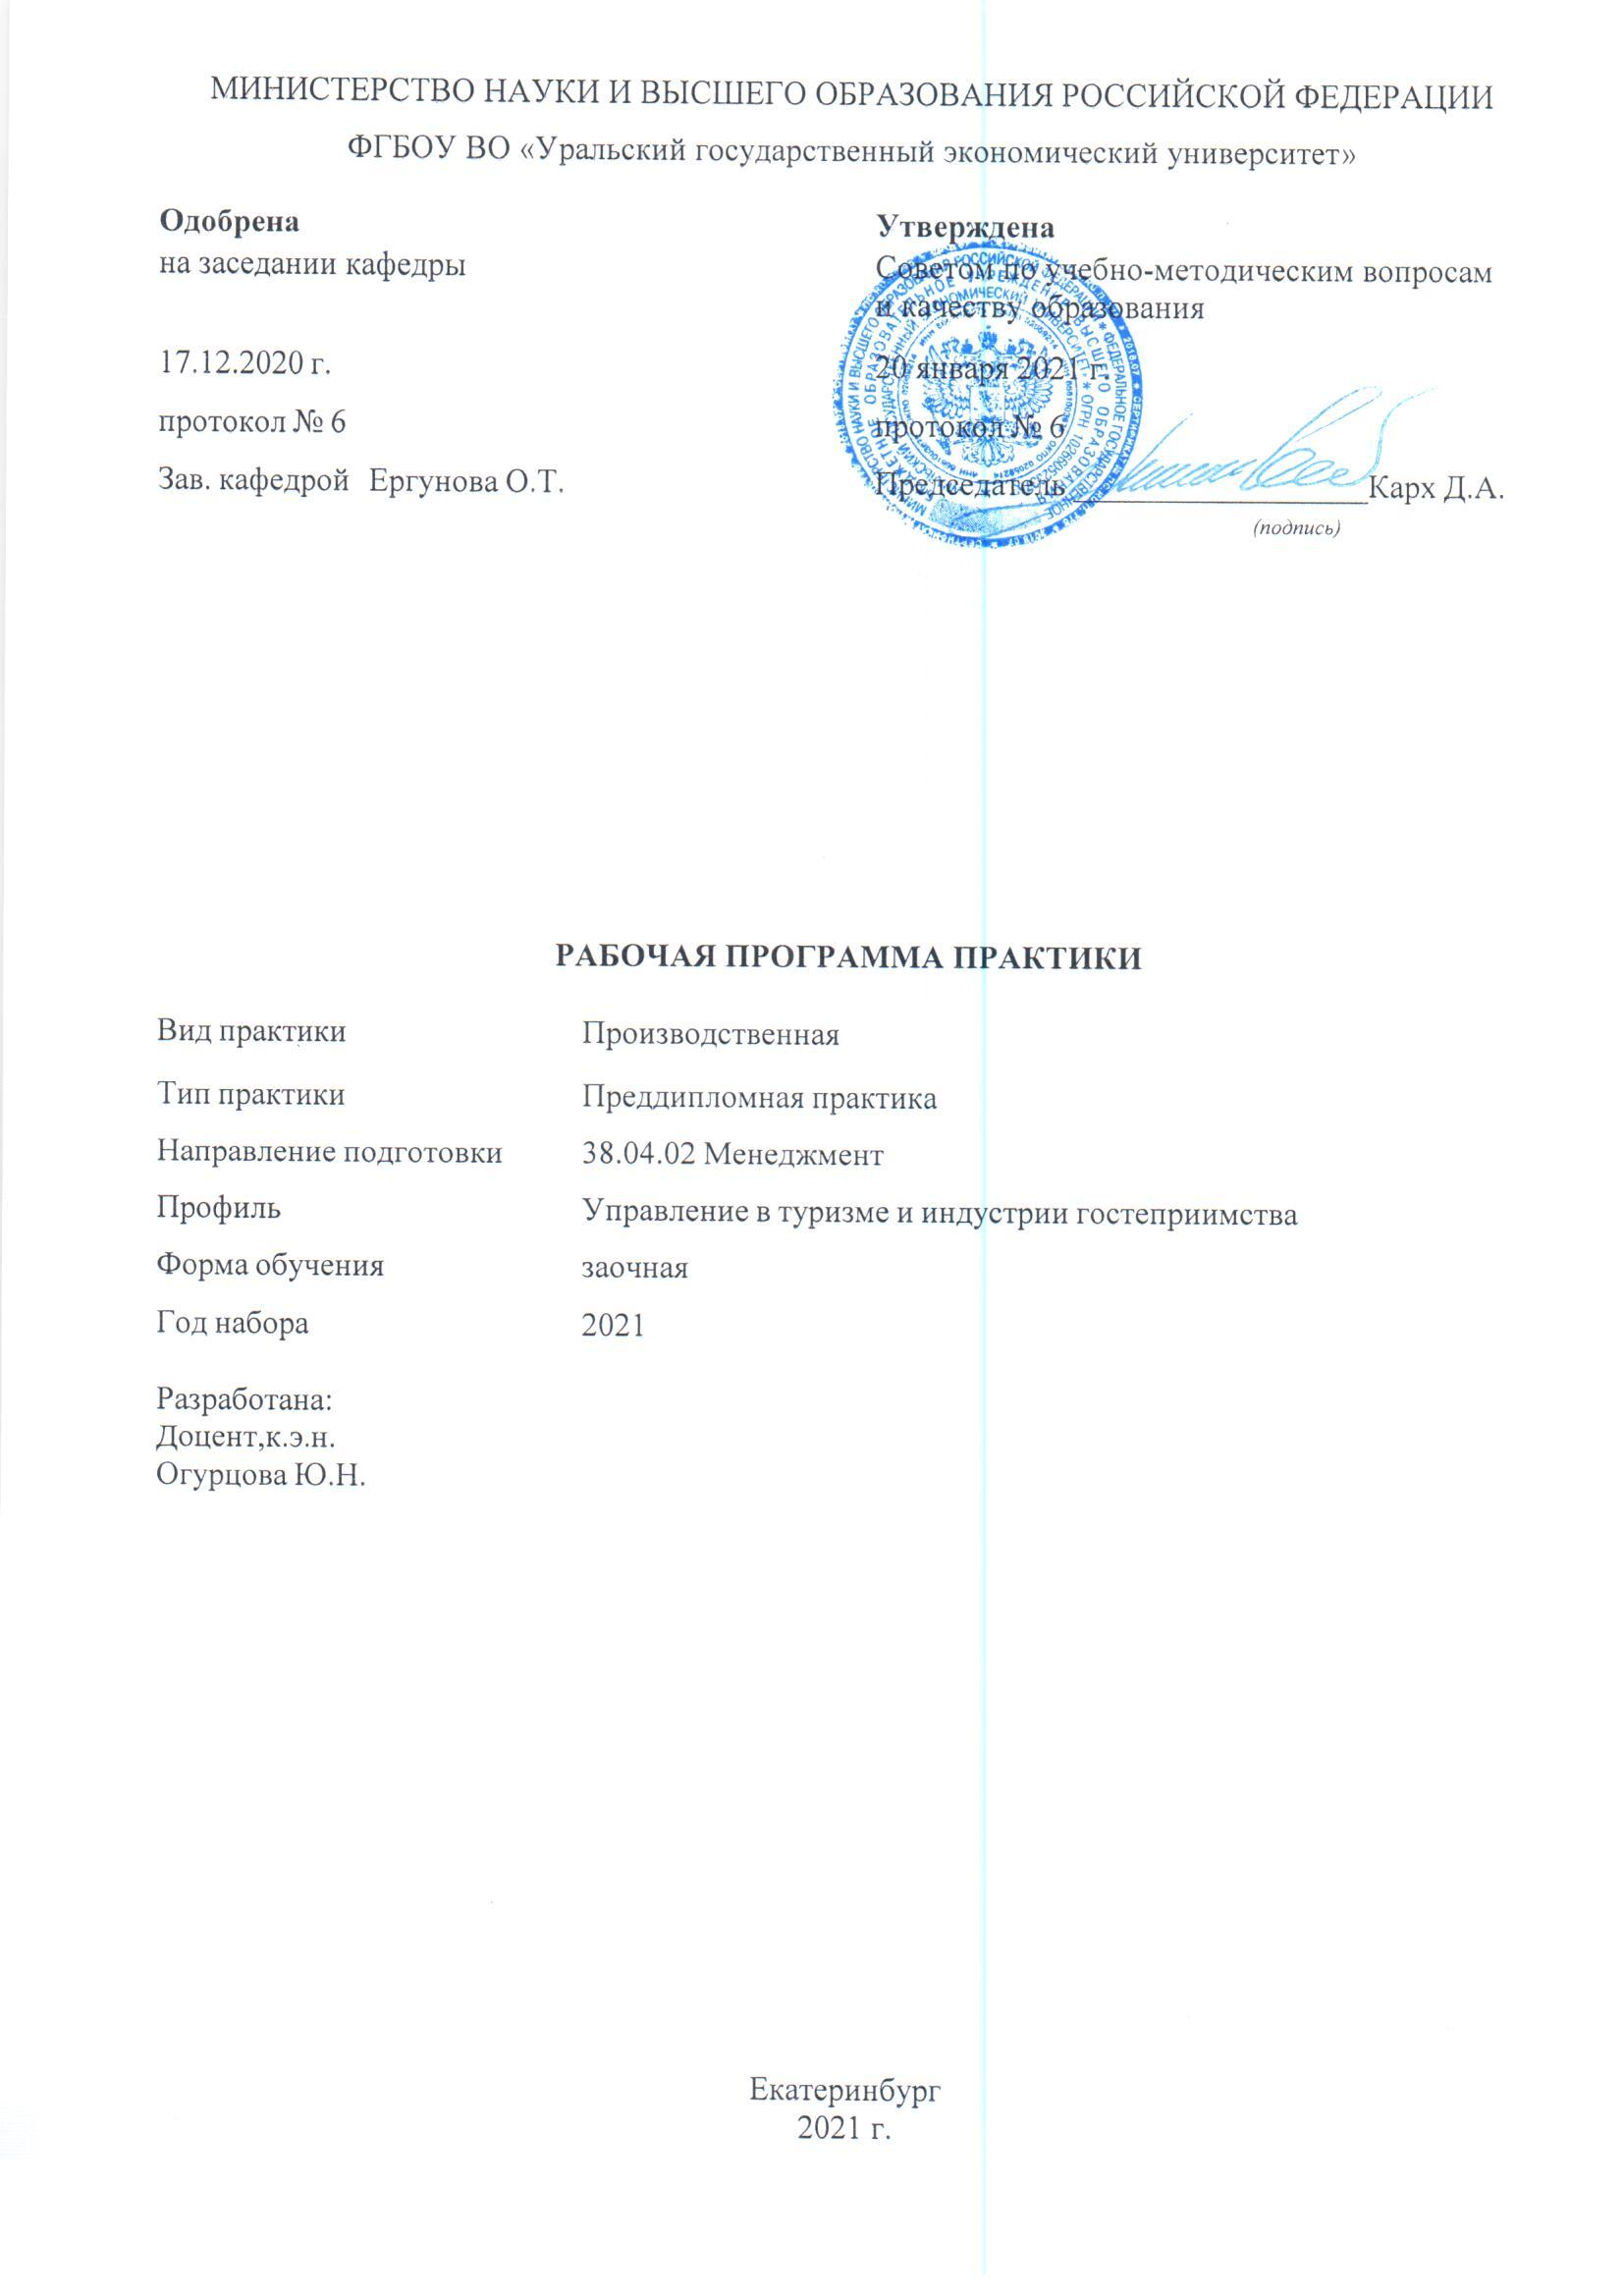 МИНИСТЕРСТВО НАУКИ И ВЫСШЕГО ОБРАЗОВАНИЯ РОССИЙСКОЙ ФЕДЕРАЦИИ
ФГБОУ ВО «Уральский государственный экономический университет»
Одобрена
на заседании кафедры
17.12.2020 г.
протокол № 6
Зав. кафедрой Ергунова О.Т.
Утверждена
Советом по учебно-методическим вопросам
и качеству образования
20 января 2021 г.
протокол № 6
Председатель Карх Д.А.
(подпись)
РАБОЧАЯ ПРОГРАММА ПРАКТИКИ
Вид практики Производственная
Тип практики Преддипломная практика
Направление подготовки 38.04.02 Менеджмент
Профиль Управление в туризме и индустрии гостеприимства
Форма обучения заочная
Год набора 2021
Разработана:
Доцент,к.э.н.
Огурцова Ю.Н.
Екатеринбург
2021 г.